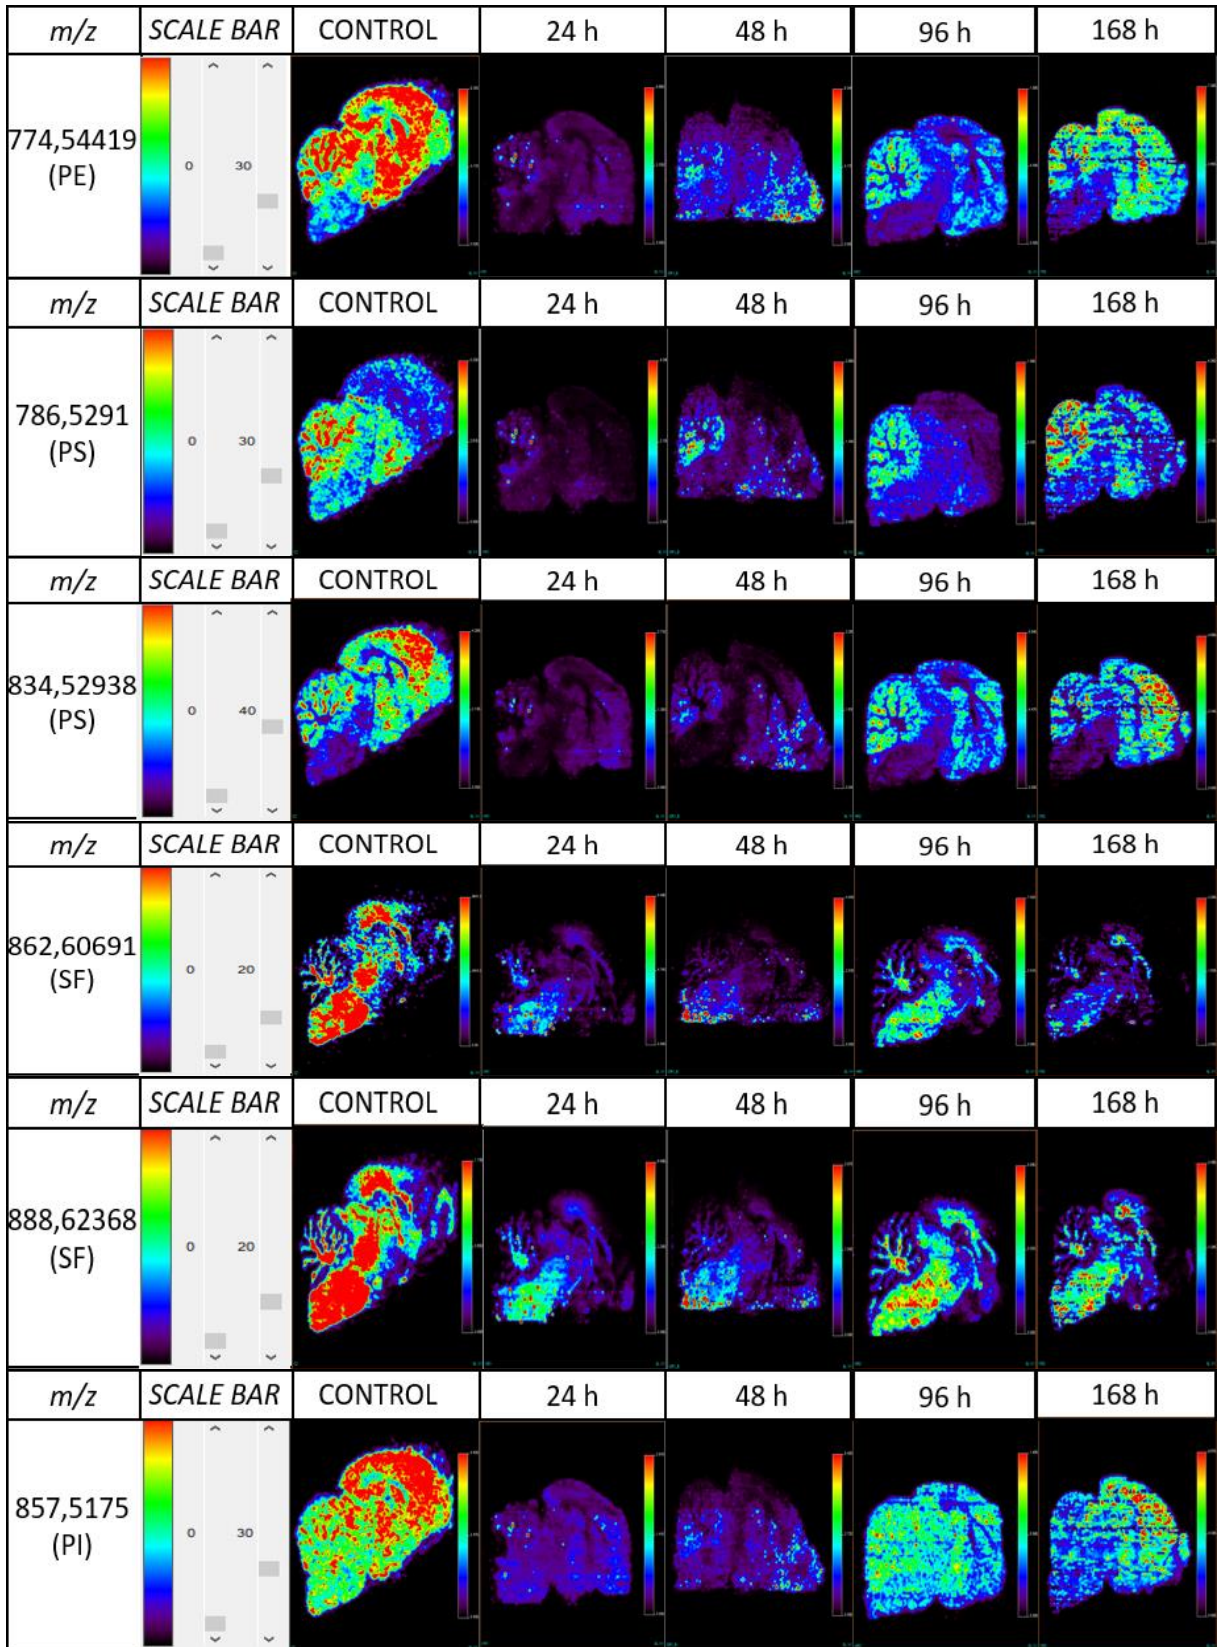 m/z SCALE BAR CONTROL 24 h 48 h 96 h 168 h
774,54419
(PE)
0 30
m/z SCALE BAR CONTROL 24 h 48 h 96 h 168 h
786,5291
(PS)
0 30
m/z SCALE BAR CONTROL 24 h 48 h 96 h 168 h
834,52938
(PS)
0 40
m/z SCALE BAR CONTROL 24 h 48 h 96 h 168 h
862,60691
(SF)
0 20
m/z SCALE BAR CONTROL 24 h 48 h 96 h 168 h
888,62368
(SF)
0 20
m/z SCALE BAR CONTROL 24 h 48 h 96 h 168 h
857,5175
(PI)
0 30